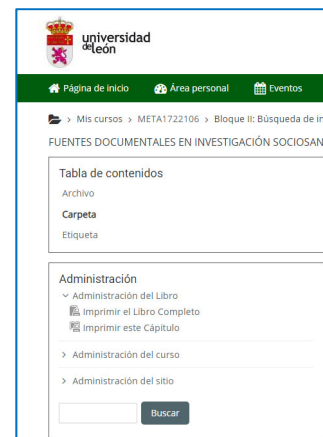 universidad
de león
Página de inicio Área personal Eventos
> Mis cursos > META1722106 > Bloque II: Búsqueda de
FUENTES DOCUMENTALES EN INVESTIGACIÓN SOCIOSAN
Tabla de contenidos
Archivo
Carpeta
Etiqueta
Administración
Administración del Libro
Imprimir el Libro Completo
Imprimir este Cápitulo
> Administración del curso
> Administración del sitio
Buscar